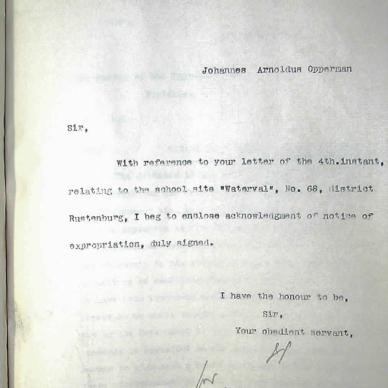 Johannes Arnoldus Opperman
Sir,
With reference to your letter of the 4th.instant,
relating to the school site "Waterval", No. 68, district
Rustenburg, I beg to enclose acknowledgment of notice of
expropriation, duly signed.
I have the honour to be,
Sir,
Your obedient servant,